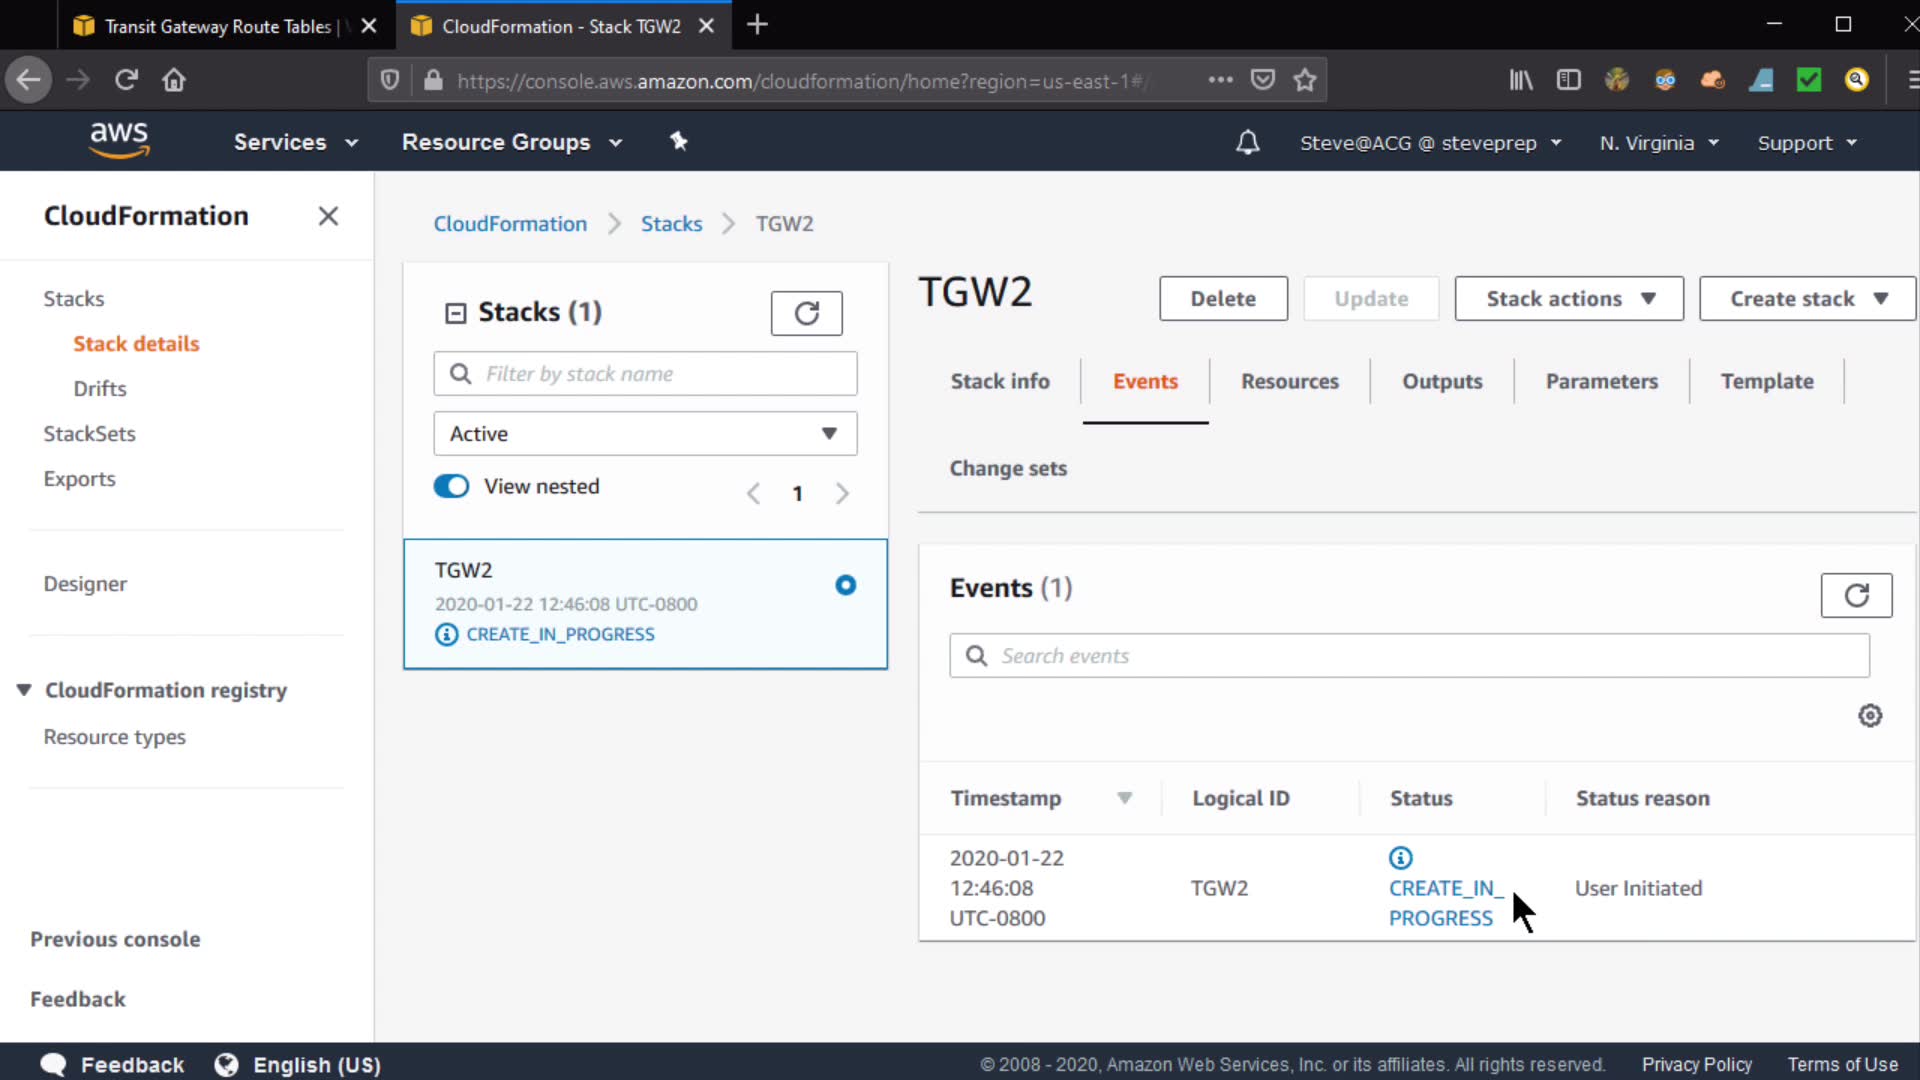 Transit Gateway Route Tables |
CloudFormation - Stack TGW2
https://console.aws.amazon.com/cloudformation/home?region=us-east-1#/
aws
Services
Resource Groups
Steve@ACG @ steveprep
N. Virginia
Support
CloudFormation
Stacks
Stack details
Drifts
StackSets
Exports
Designer
CloudFormation registry
Resource types
Previous console
Feedback
CloudFormation
Stacks
TGW2
Stacks (1)
Filter by stack name
Active
View nested
1
TGW2
2020-01-22 12:46:08 UTC-0800
CREATE_IN_PROGRESS
TGW2
Delete
Update
Stack actions
Create stack
Stack info
Events
Resources
Outputs
Parameters
Template
Change sets
Events (1)
Search events
Timestamp
Logical ID
Status
Status reason
2020-01-22
12:46:08
UTC-0800
TGW2
CREATE_IN_
PROGRESS
User Initiated
Feedback
English (US)
© 2008 - 2020, Amazon Web Services, Inc. or its affiliates. All rights reserved.
Privacy Policy
Terms of Use